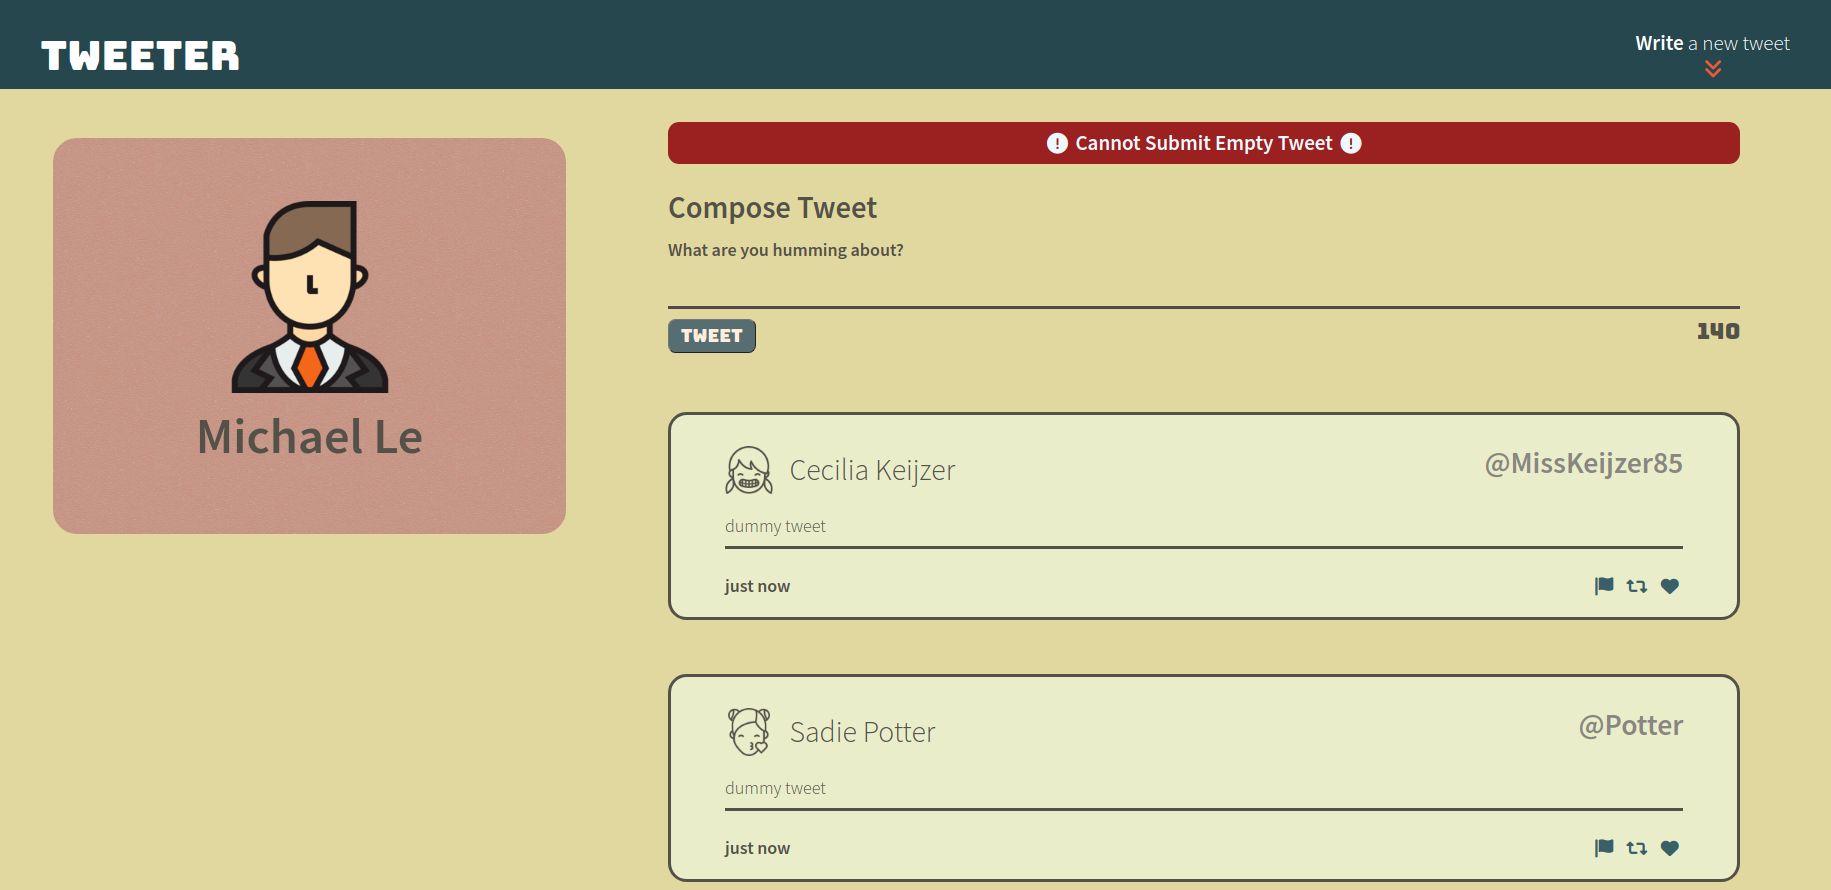 TWEETER
Write a new tweet
Michael Le
Cannot Submit Empty Tweet
Compose Tweet
What are you humming about?
TWEET
140
Cecilia Keijzer
@MissKeijzer85
dummy tweet
just now
Sadie Potter
@Potter
dummy tweet
just now